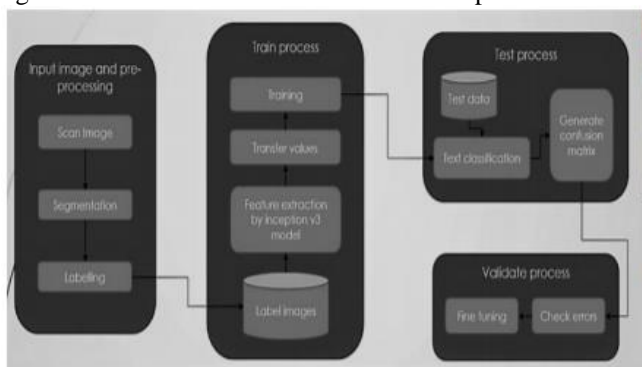 Input image and pre-
processing
Scan Image
Segmentation
Labelling
Train process
Training
Transfer values
Feature extraction
by inception v3
model
Label images
Test process
Test data
Text classification
Generate
confusion
matrix
Validate process
Fine tuning
Check errors